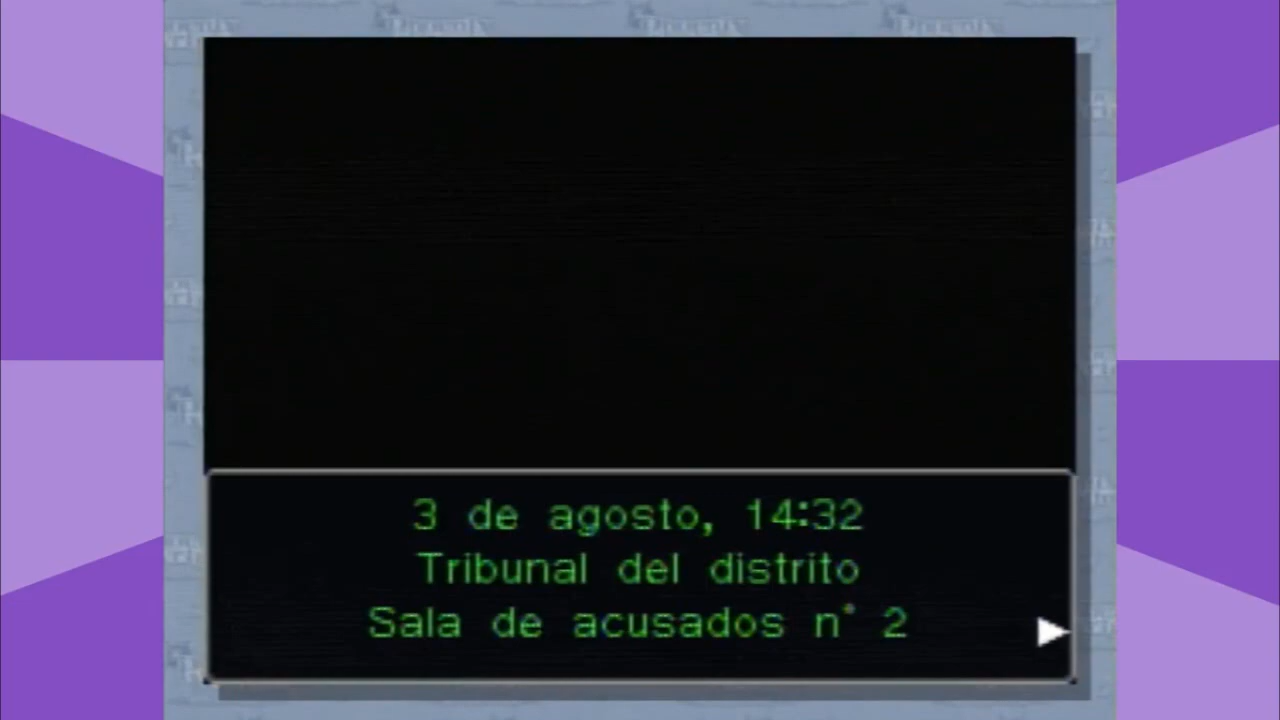 3 de agosto, 14:32
Tribunal del distrito
Sala de acusados n° 2